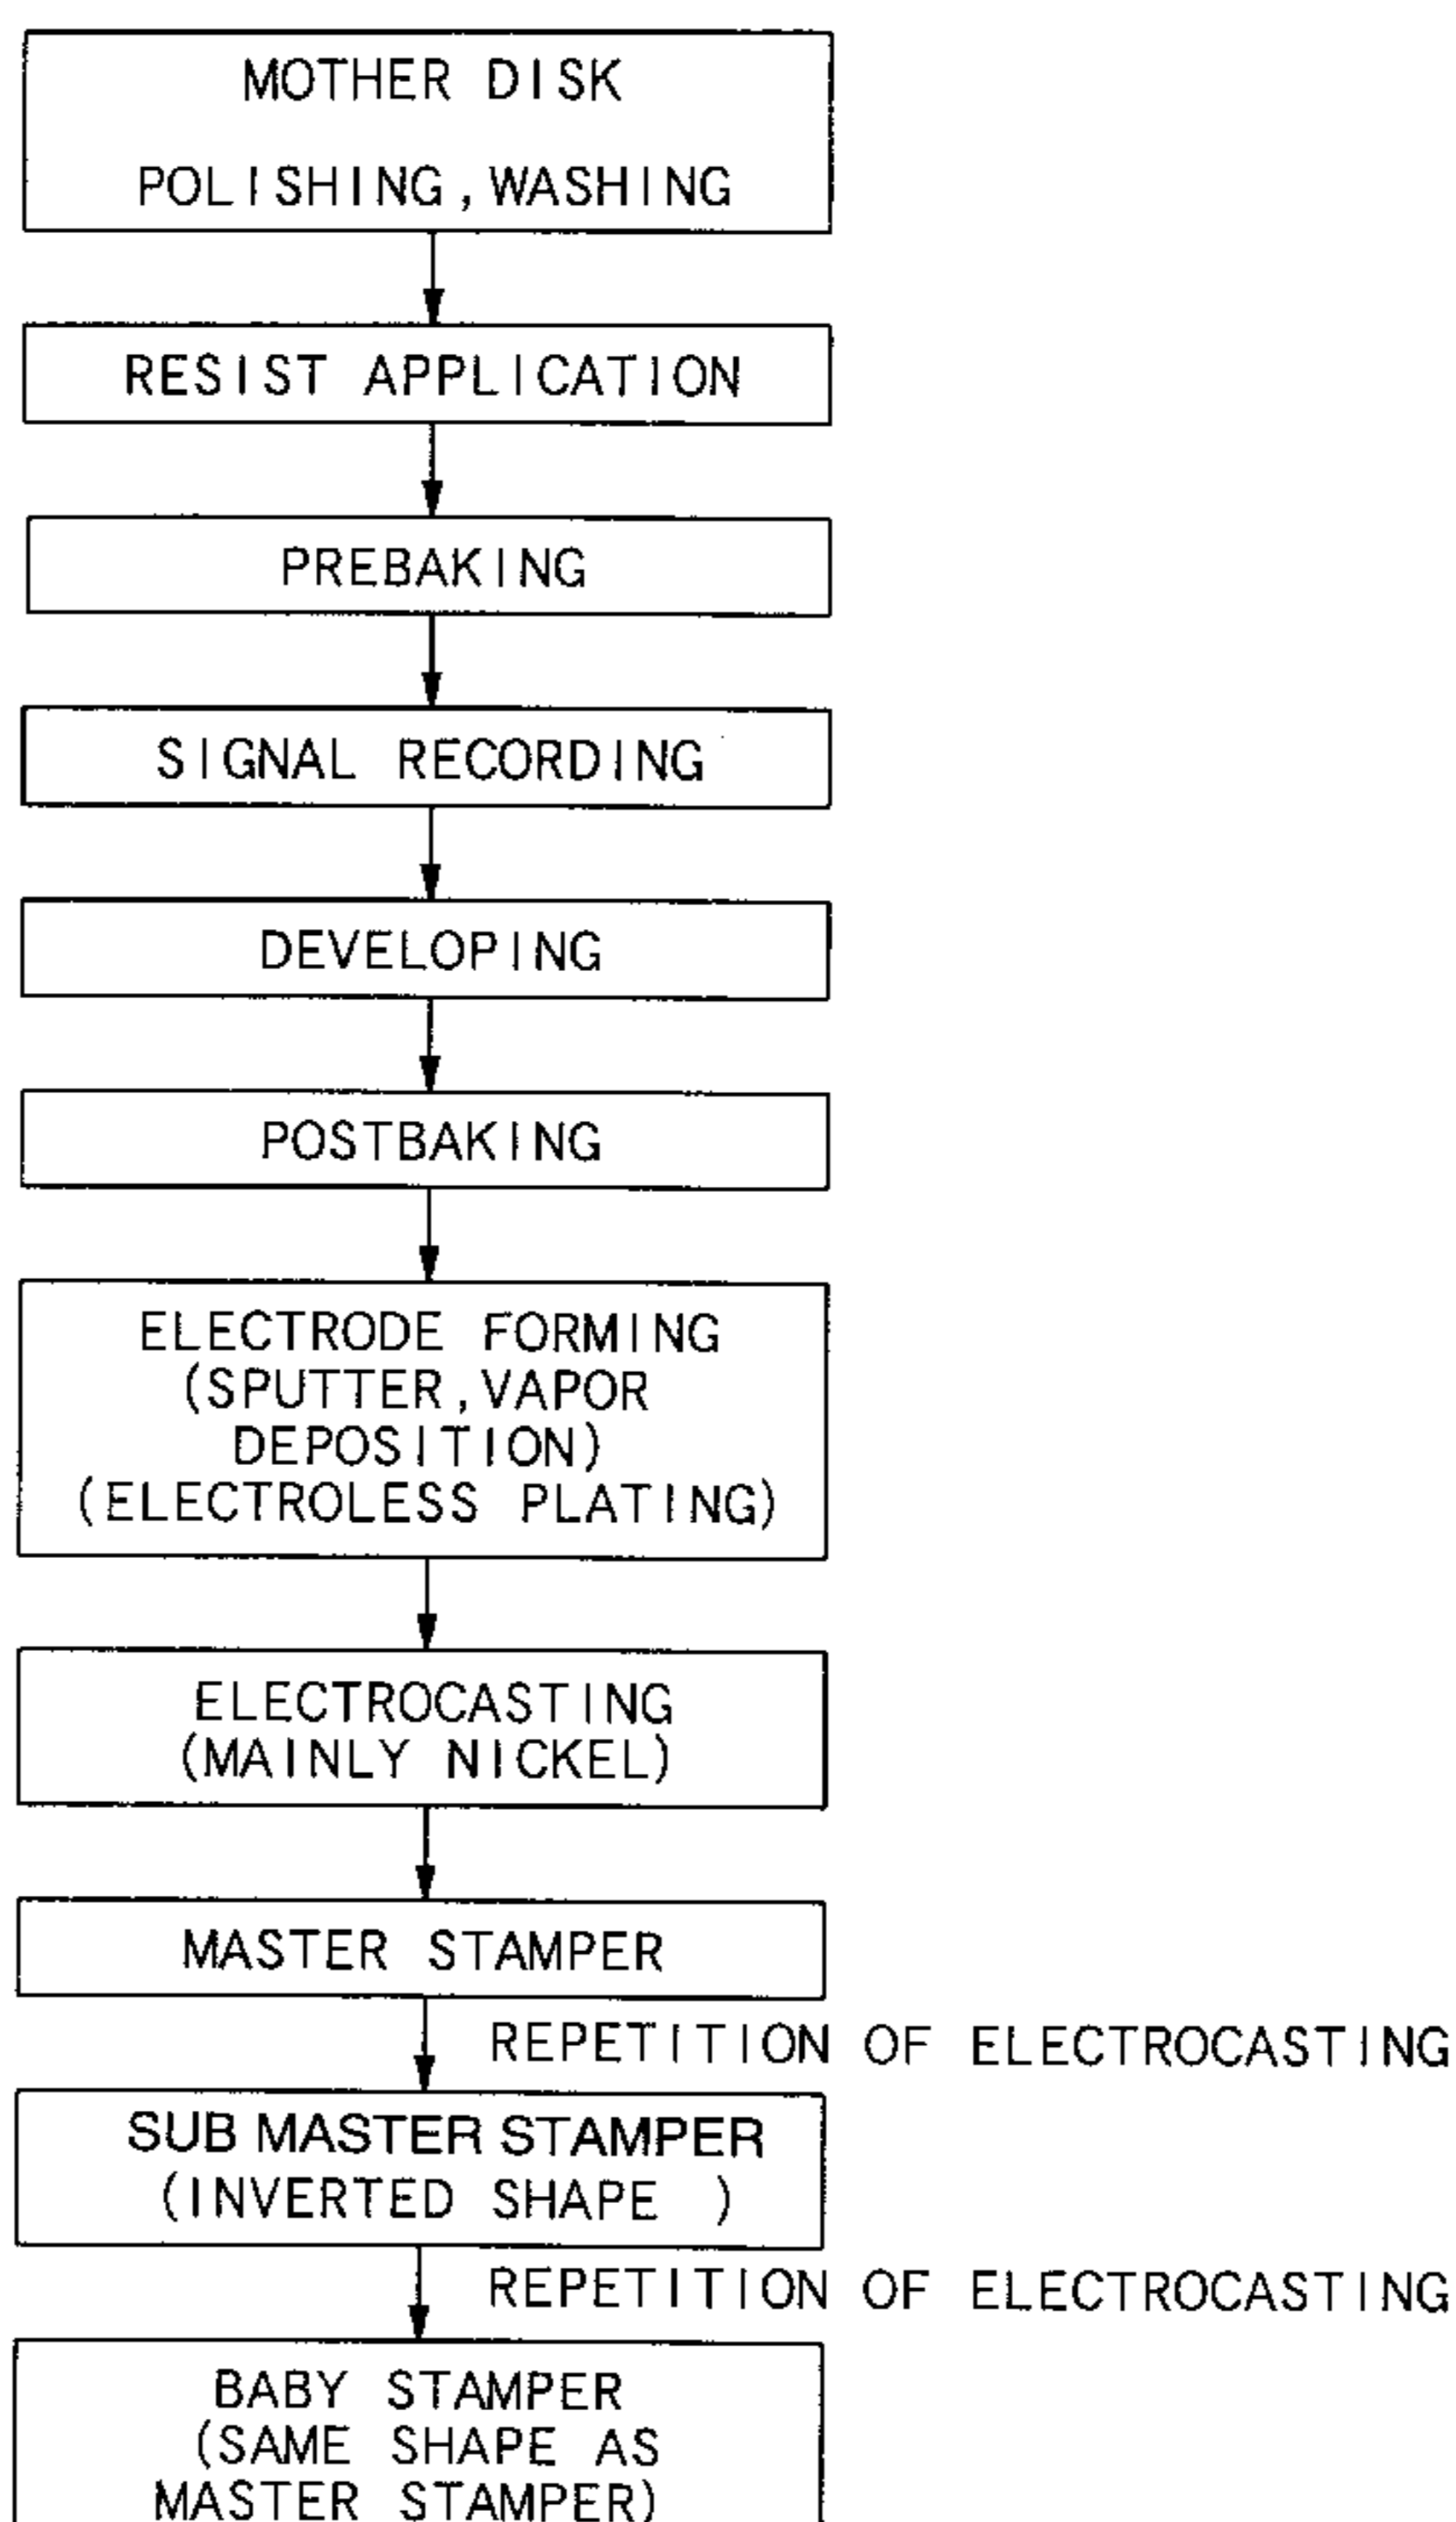 MOTHER DISK
POLISHING, WASHING
RESIST APPLICATION
PREBAKING
SIGNAL RECORDING
DEVELOPING
POSTBAKING
ELECTRODE FORMING
(SPUTTER, VAPOR
DEPOSITION)
(ELECTROLESS PLATING)
ELECTROCASTING
(MAINLY NICKEL)
MASTER STAMPER
REPETITION OF ELECTROCASTING
SUB MASTER STAMPER
(INVERTED SHAPE )
REPETITION OF ELECTROCASTING
BABY STAMPER
(SAME SHAPE AS
MASTER STAMPER)